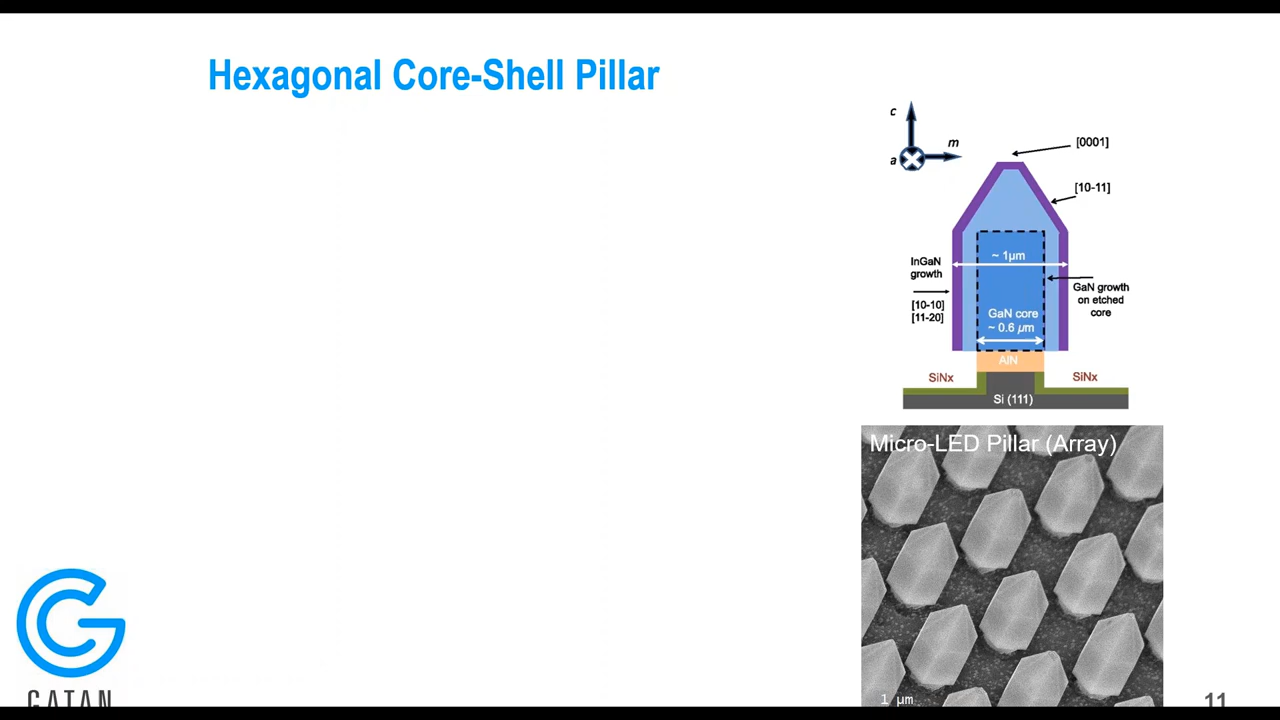 Hexagonal Core-Shell Pillar
c
m
a
[0001]
[10-11]
~ 1µm
InGaN
growth
[10-10]
[11-20]
GaN growth
on etched
core
GaN core
~ 0.6 µm
AlN
SiNx
SiNx
Si (111)
Micro-LED Pillar (Array)
1 µm
GATAN
11